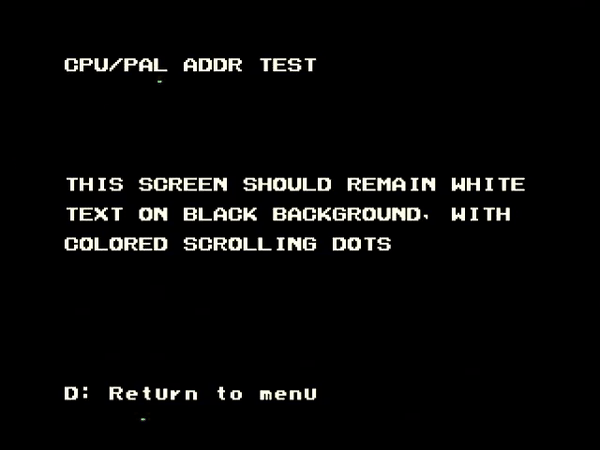 CPU/PAL ADDR TEST
THIS SCREEN SHOULD REMAIN WHITE
TEXT ON BLACK BACKGROUND, WITH
COLORED SCROLLING DOTS
D: Return to menu